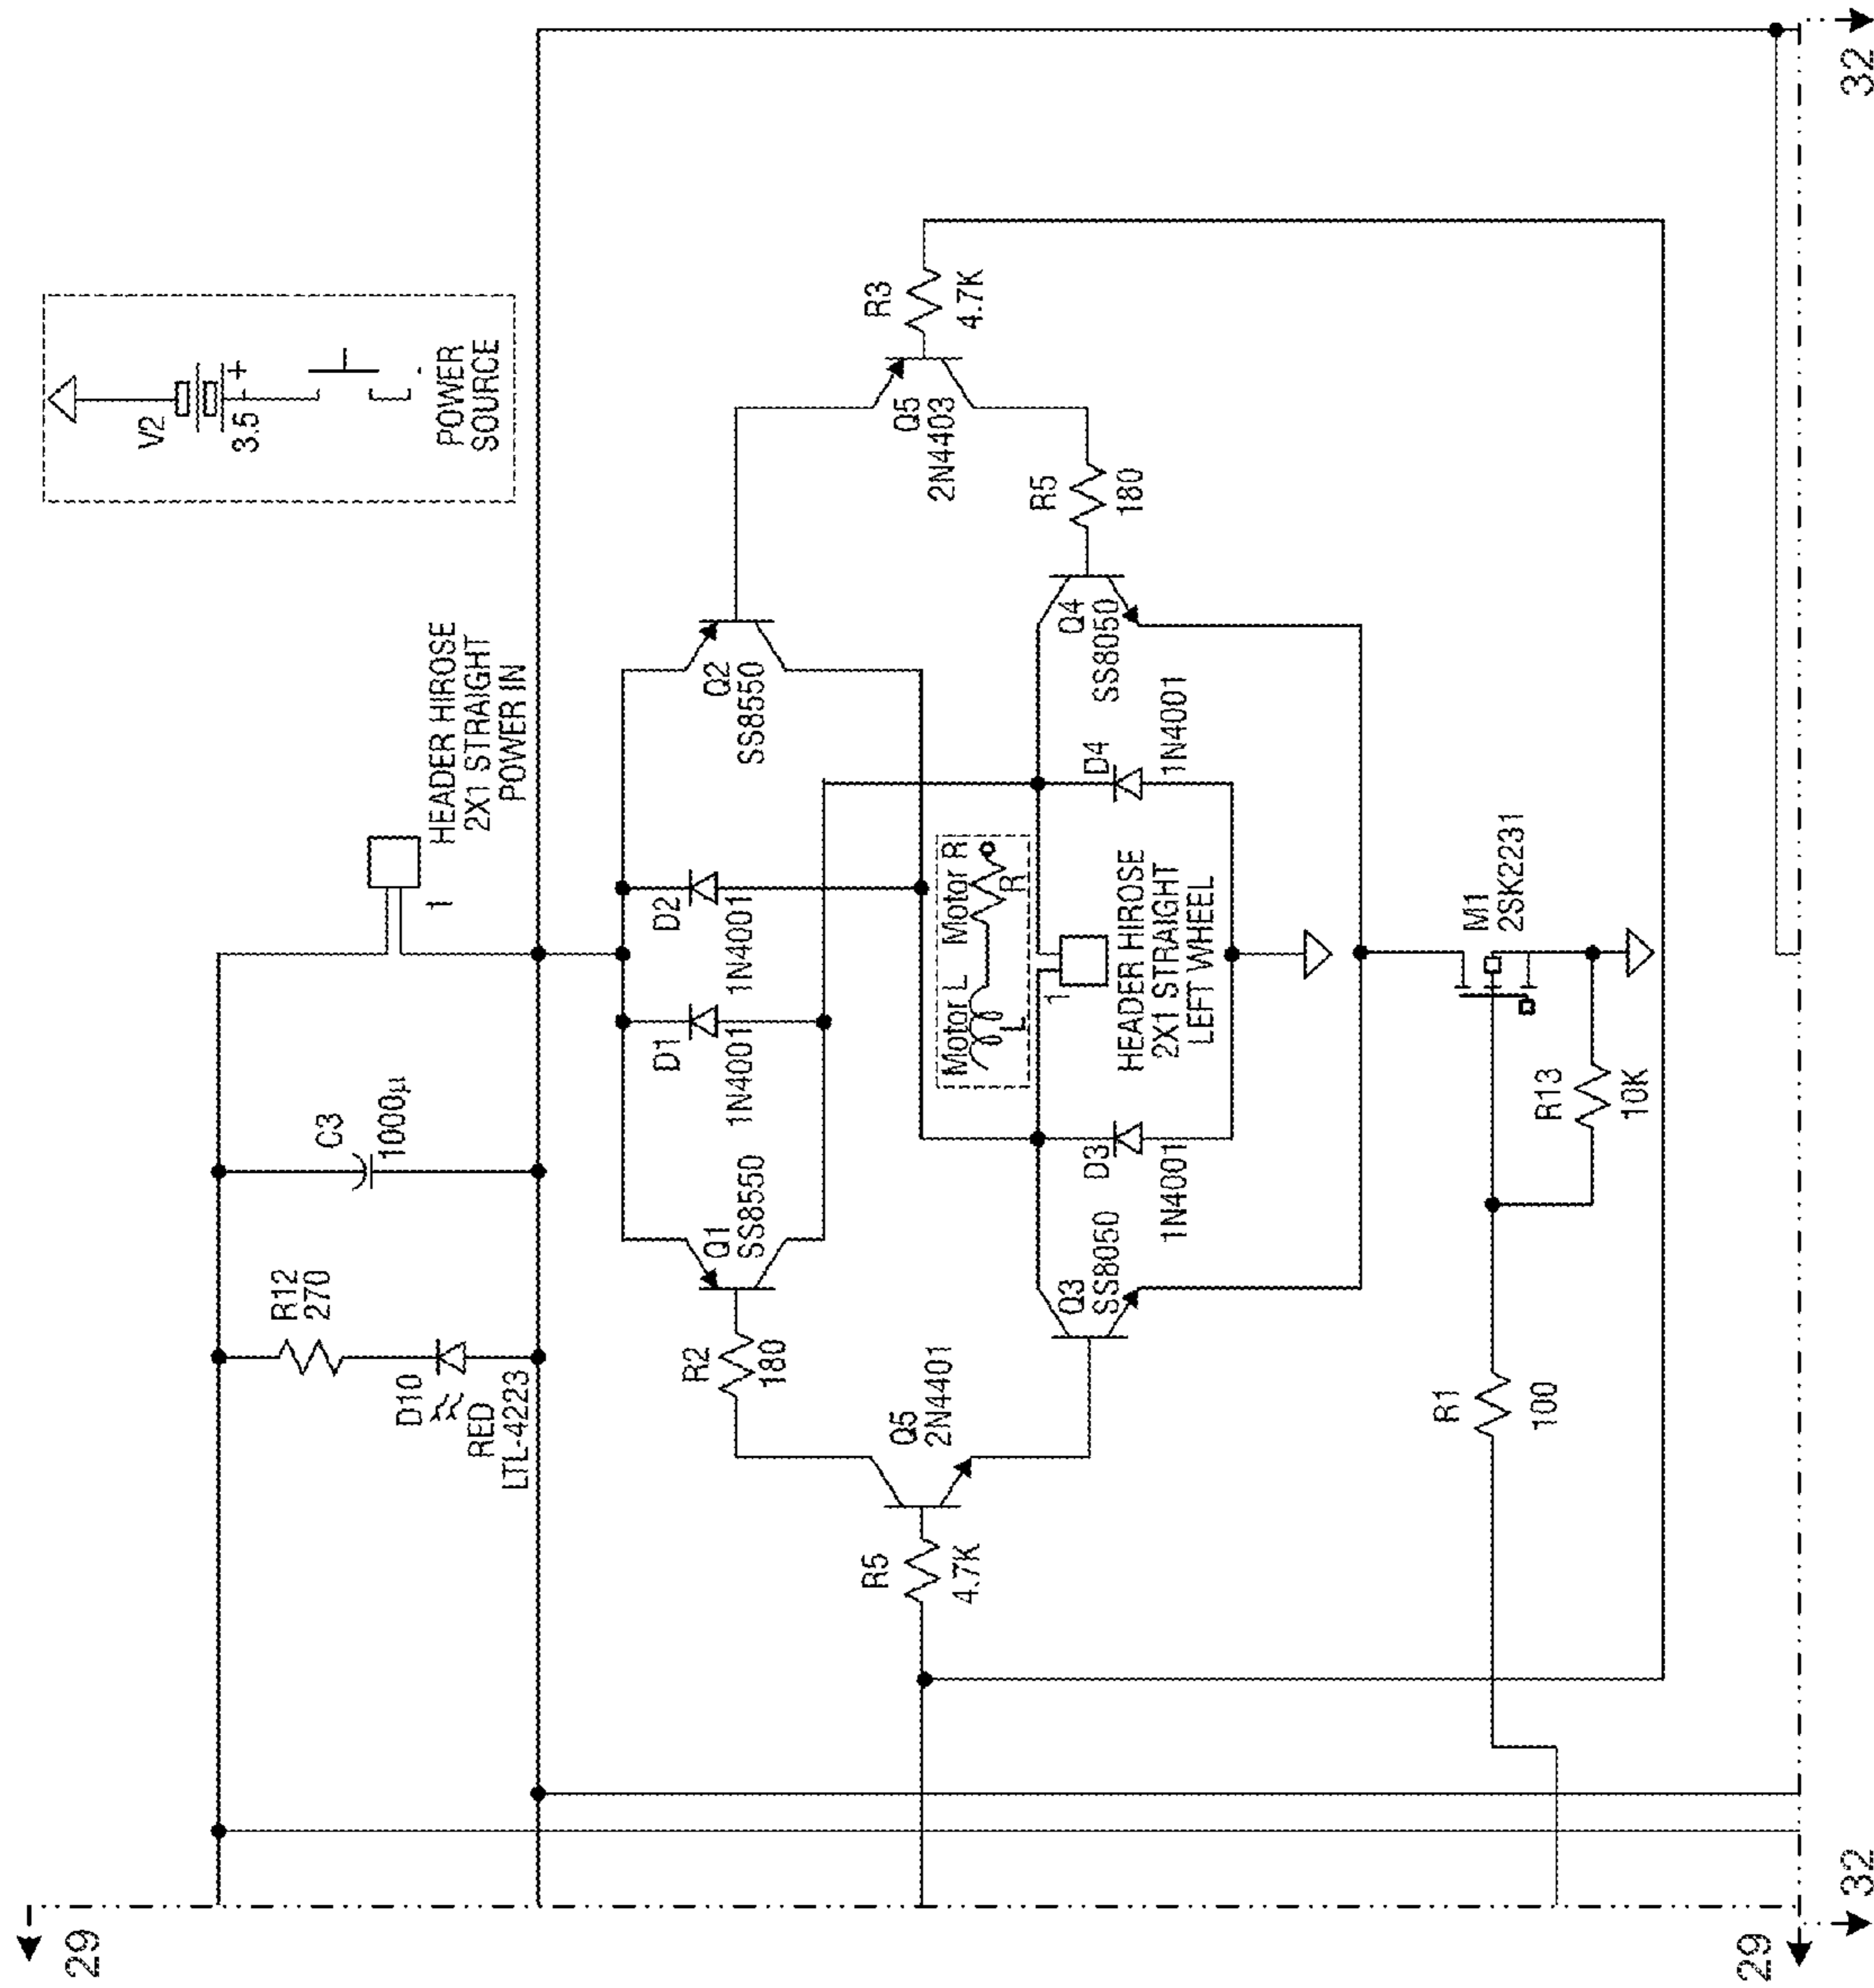 V2
3.5
+
POWER
SOURCE
HEADER HIROSE
2X1 STRAIGHT
POWER IN
1
C3
1000µ
R12
270
D10
RED
LTL-4223
Q1
SS8550
R2
180
D1
1N4001
D2
1N4001
Q2
SS8550
R3
4.7K
Q5
2N4403
R5
180
Q4
SS8050
D4
1N4001
Motor L
Motor R
L
R
1
HEADER HIROSE
2X1 STRAIGHT
LEFT WHEEL
D3
1N4001
Q3
SS8050
Q5
2N4401
R5
4.7K
M1
2SK2231
R13
10K
R1
100
29
29
32
32